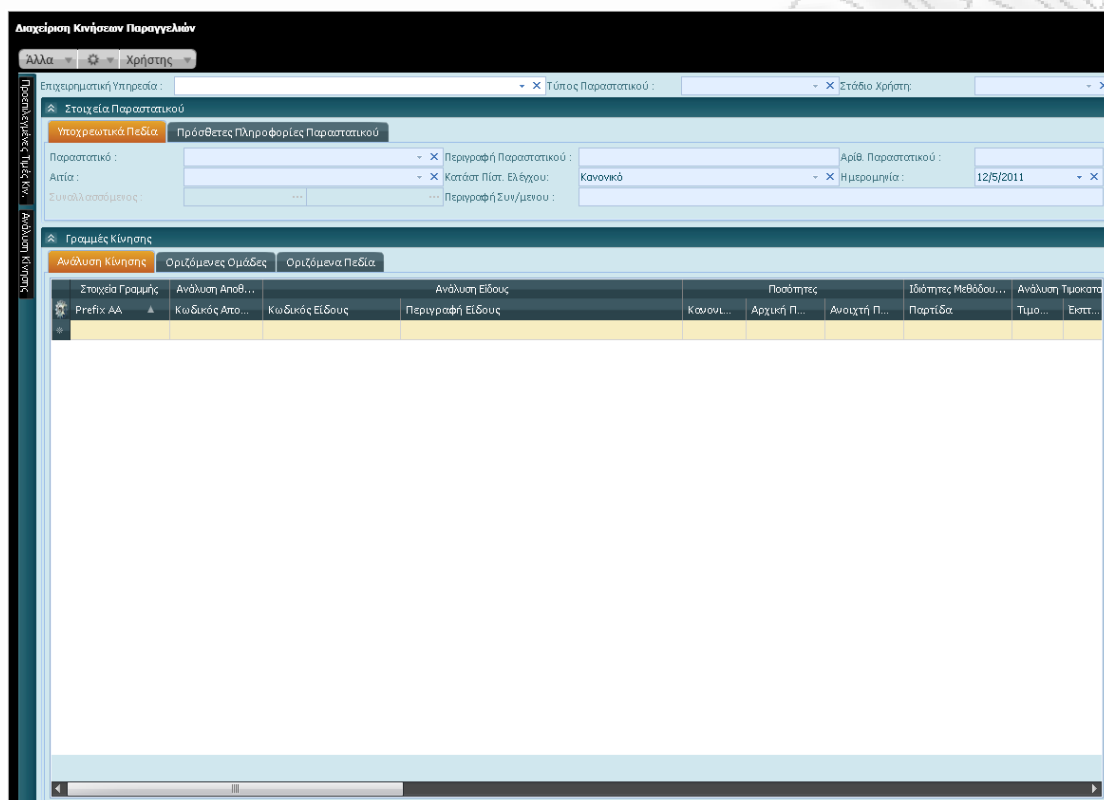 Διαχείριση Κινήσεων Παραγγελιών
Άλλα Χρήστης
Επιχειρηματική Υπηρεσία : Τύπος Παραστατικού : Στάδιο Χρήστη:
Στοιχεία Παραστατικού
Υποχρεωτικά Πεδία Πρόσθετες Πληροφορίες Παραστατικού
Παραστατικό : Περιγραφή Παραστατικού : Αρίθ. Παραστατικού :
Αιτία : Κατάστ Πίστ. Ελέγχου: Κανονικό Ημερομηνία : 12/5/2011
Συναλλασσόμενος : Περιγραφή Συν/μενου :
Προεπιλεγμένες Τιμές Κιν.
Ανάλυση Κίνησης
Γραμμές Κίνησης
Ανάλυση Κίνησης Οριζόμενες Ομάδες Οριζόμενα Πεδία
Στοιχεία Γραμμής Ανάλυση Αποθ... Ανάλυση Είδους Ποσότητες Ιδιότητες Μεθόδου... Ανάλυση Τιμοκατα
Prefix AA Κωδικός Απο... Κωδικός Είδους Περιγραφή Είδους Κανονι... Αρχική Π... Ανοιχτή Π... Παρτίδα Τιμο... Έκπτ...